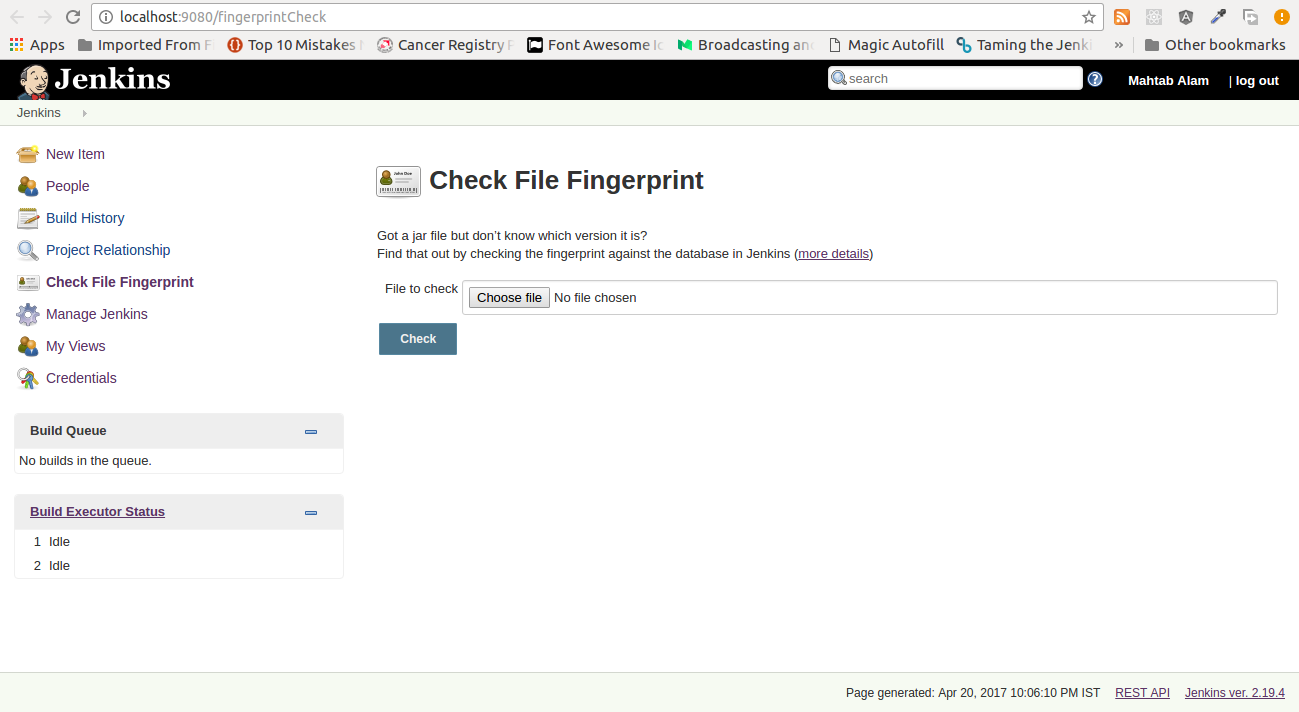 localhost:9080/fingerprintCheck
Apps Imported From F Top 10 Mistakes Cancer Registry Font Awesome Broadcasting an Magic Autofill Taming the Jenk » Other bookmarks
Jenkins search Mahtab Alam | log out
Jenkins
New Item
People
Build History
Project Relationship
Check File Fingerprint
Manage Jenkins
My Views
Credentials
Build Queue
No builds in the queue.
Build Executor Status
1 Idle
2 Idle
John Doe
Check File Fingerprint
Got a jar file but don’t know which version it is?
Find that out by checking the fingerprint against the database in Jenkins (more details)
File to check Choose file No file chosen
Check
Page generated: Apr 20, 2017 10:06:10 PM IST REST API Jenkins ver. 2.19.4